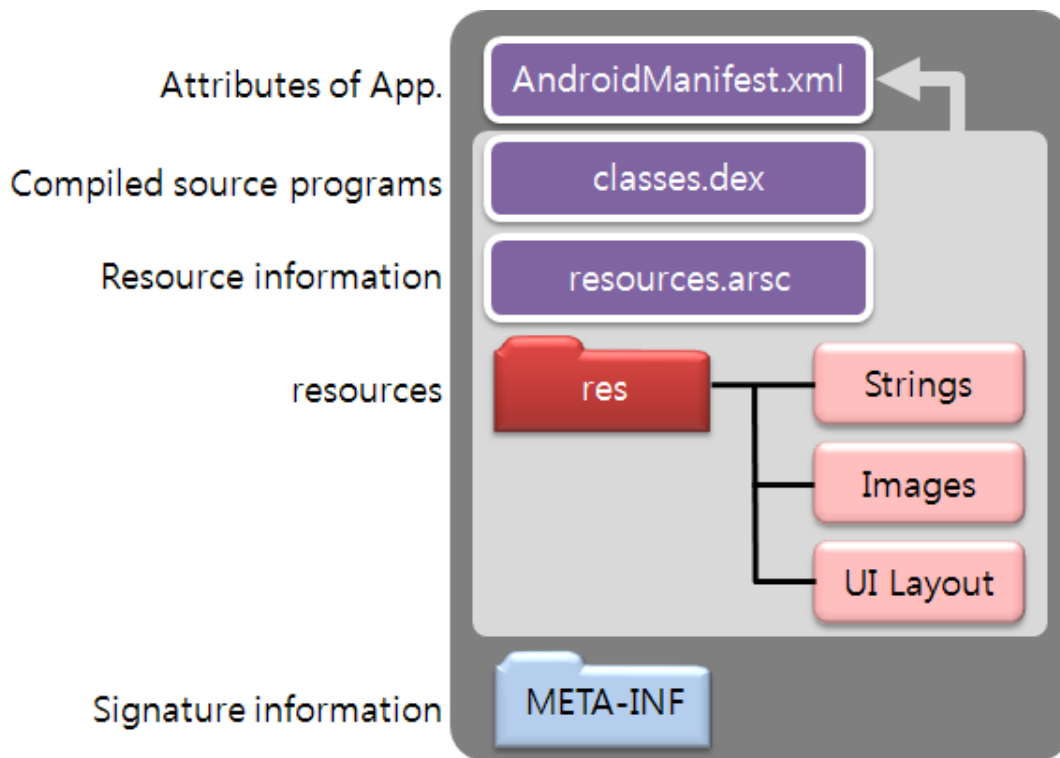 Attributes of App.
AndroidManifest.xml
Compiled source programs
classes.dex
Resource information
resources.arsc
resources
res
Strings
Images
UI Layout
Signature information
META-INF